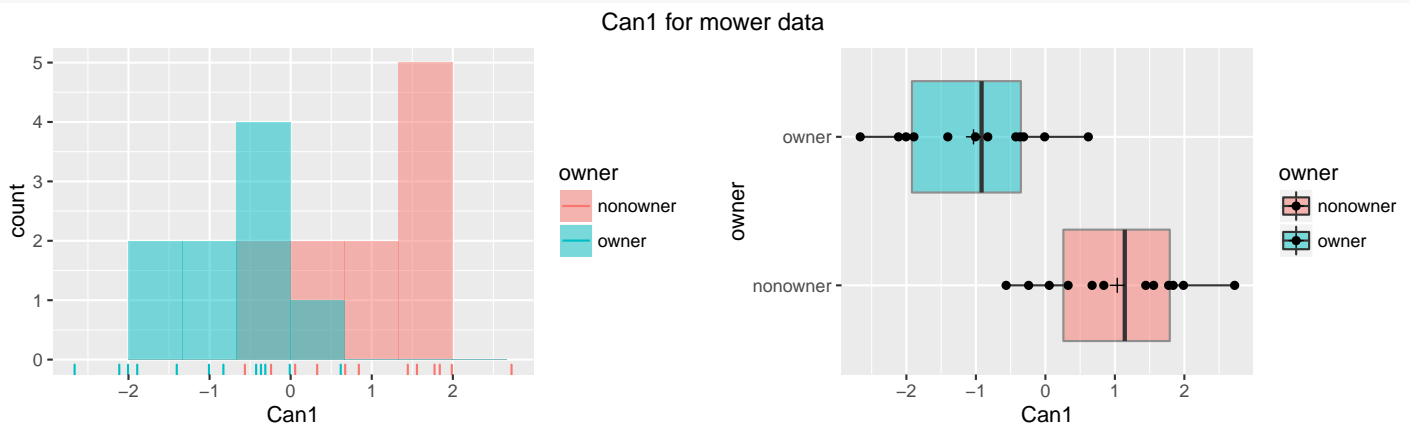 Can1 for mower data
5
4
3
2
1
0
count
−2 −1 0 1 2
Can1
owner
nonowner
owner
owner
nonowner
owner
−2 −1 0 1 2
Can1
owner
nonowner
owner